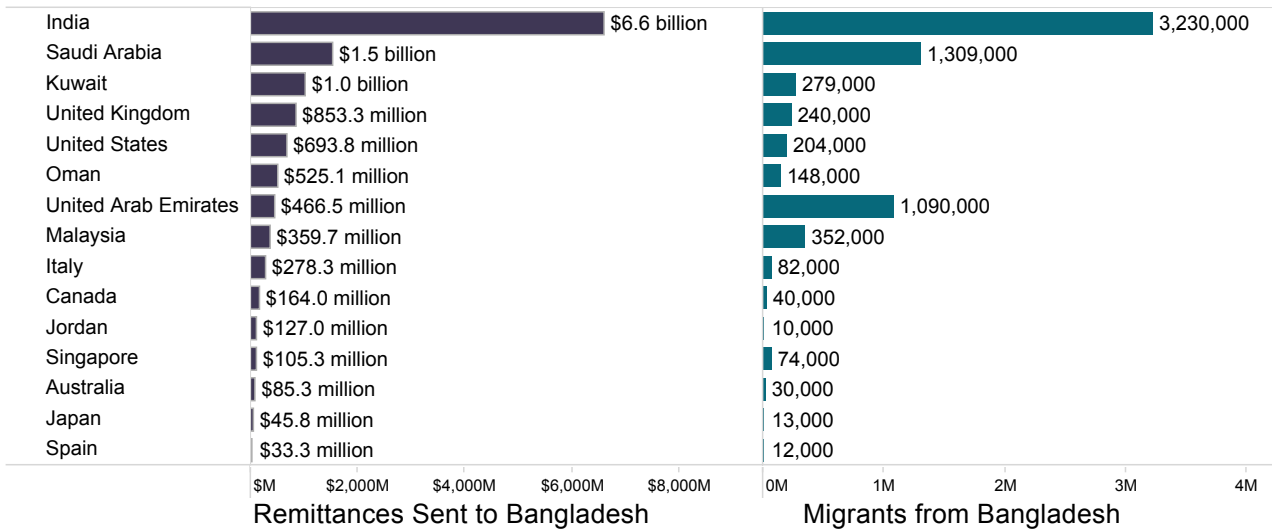 India $6.6 billion 3,230,000
Saudi Arabia $1.5 billion 1,309,000
Kuwait $1.0 billion 279,000
United Kingdom $853.3 million 240,000
United States $693.8 million 204,000
Oman $525.1 million 148,000
United Arab Emirates $466.5 million 1,090,000
Malaysia $359.7 million 352,000
Italy $278.3 million 82,000
Canada $164.0 million 40,000
Jordan $127.0 million 10,000
Singapore $105.3 million 74,000
Australia $85.3 million 30,000
Japan $45.8 million 13,000
Spain $33.3 million 12,000
$M $2,000M $4,000M $6,000M $8,000M 0M 1M 2M 3M 4M
Remittances Sent to Bangladesh Migrants from Bangladesh